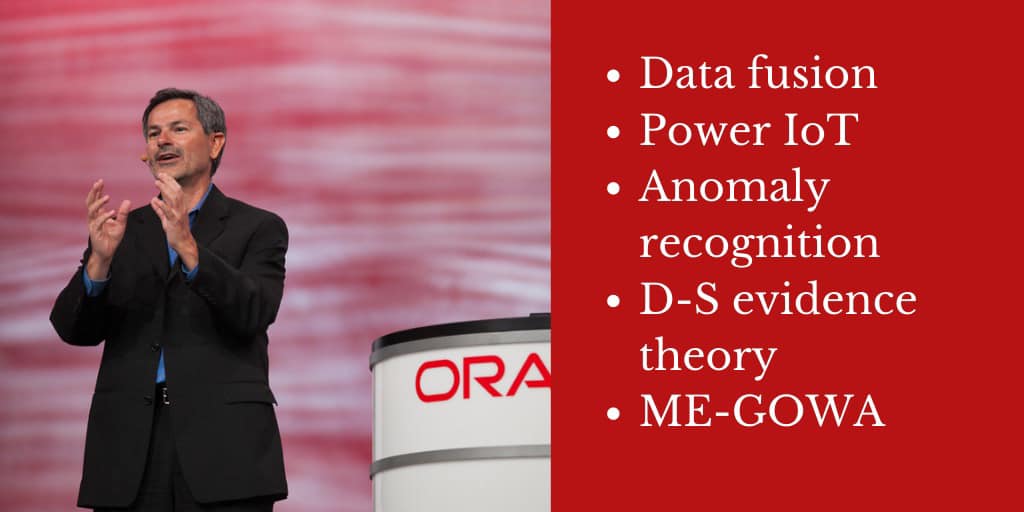 ORA
• Data fusion
• Power IoT
• Anomaly
recognition
• D-S evidence
theory
• ME-GOWA